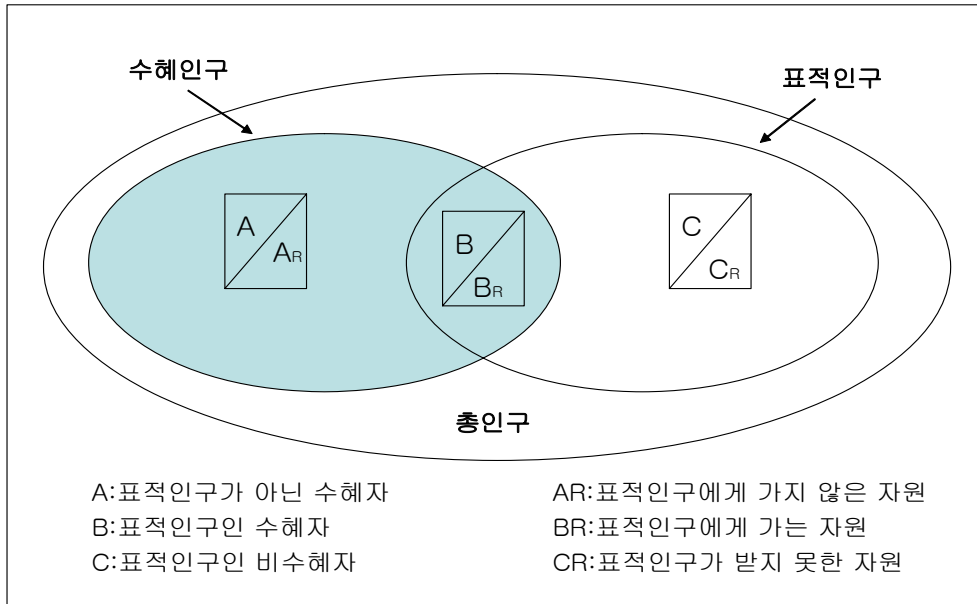 수혜인구
표적인구
A
AR
B
BR
C
CR
총인구
A:표적인구가 아닌 수혜자
B:표적인구인 수혜자
C:표적인구인 비수혜자
AR:표적인구에게 가지 않은 자원
BR:표적인구에게 가는 자원
CR:표적인구가 받지 못한 자원